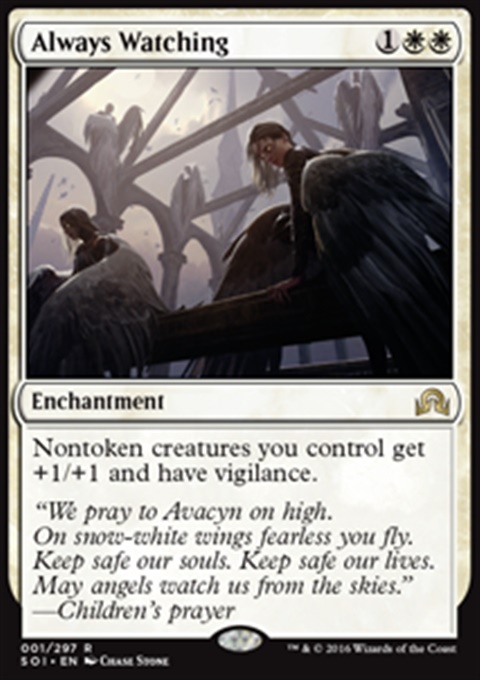 Always Watching 1
Enchantment
Nontoken creatures you control get
+1/+1 and have vigilance.
“We pray to Avacyn on high.
On snow-white wings fearless you fly.
Keep safe our souls. Keep safe our lives.
May angels watch us from the skies.”
—Children’s prayer
001/297 R
SOI • EN Chase Stone
™ & © 2016 Wizards of the Coast